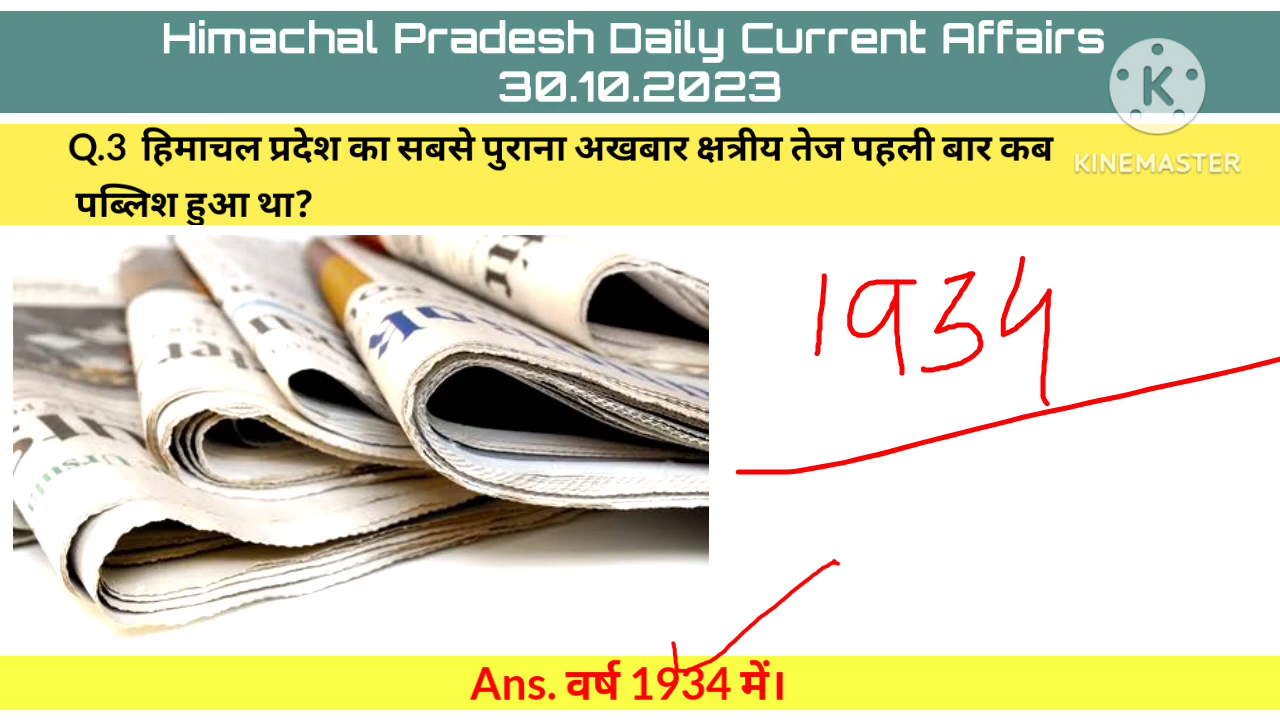 Himachal Pradesh Daily Current Affairs
30.10.2023
KINEMASTER
Q.3 हिमाचल प्रदेश का सबसे पुराना अखबार क्षत्रीय तेज पहली बार कब
पब्लिश हुआ था?
1934
Ans. वर्ष 1934 में।